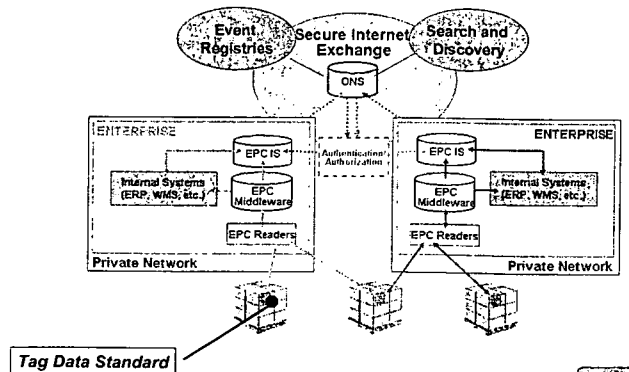 Event
Registries
Secure Internet
Exchange
Search and
Discovery
ONS
ENTERPRISE
EPC IS
Internal Systems
(ERP, WMS, etc.)
EPC
Middleware
EPC Readers
Private Network
Authentication/
Authorization
ENTERPRISE
EPC IS
EPC
Middleware
Internal Systems
(ERP, WMS, etc.)
EPC Readers
Private Network
Tag Data Standard